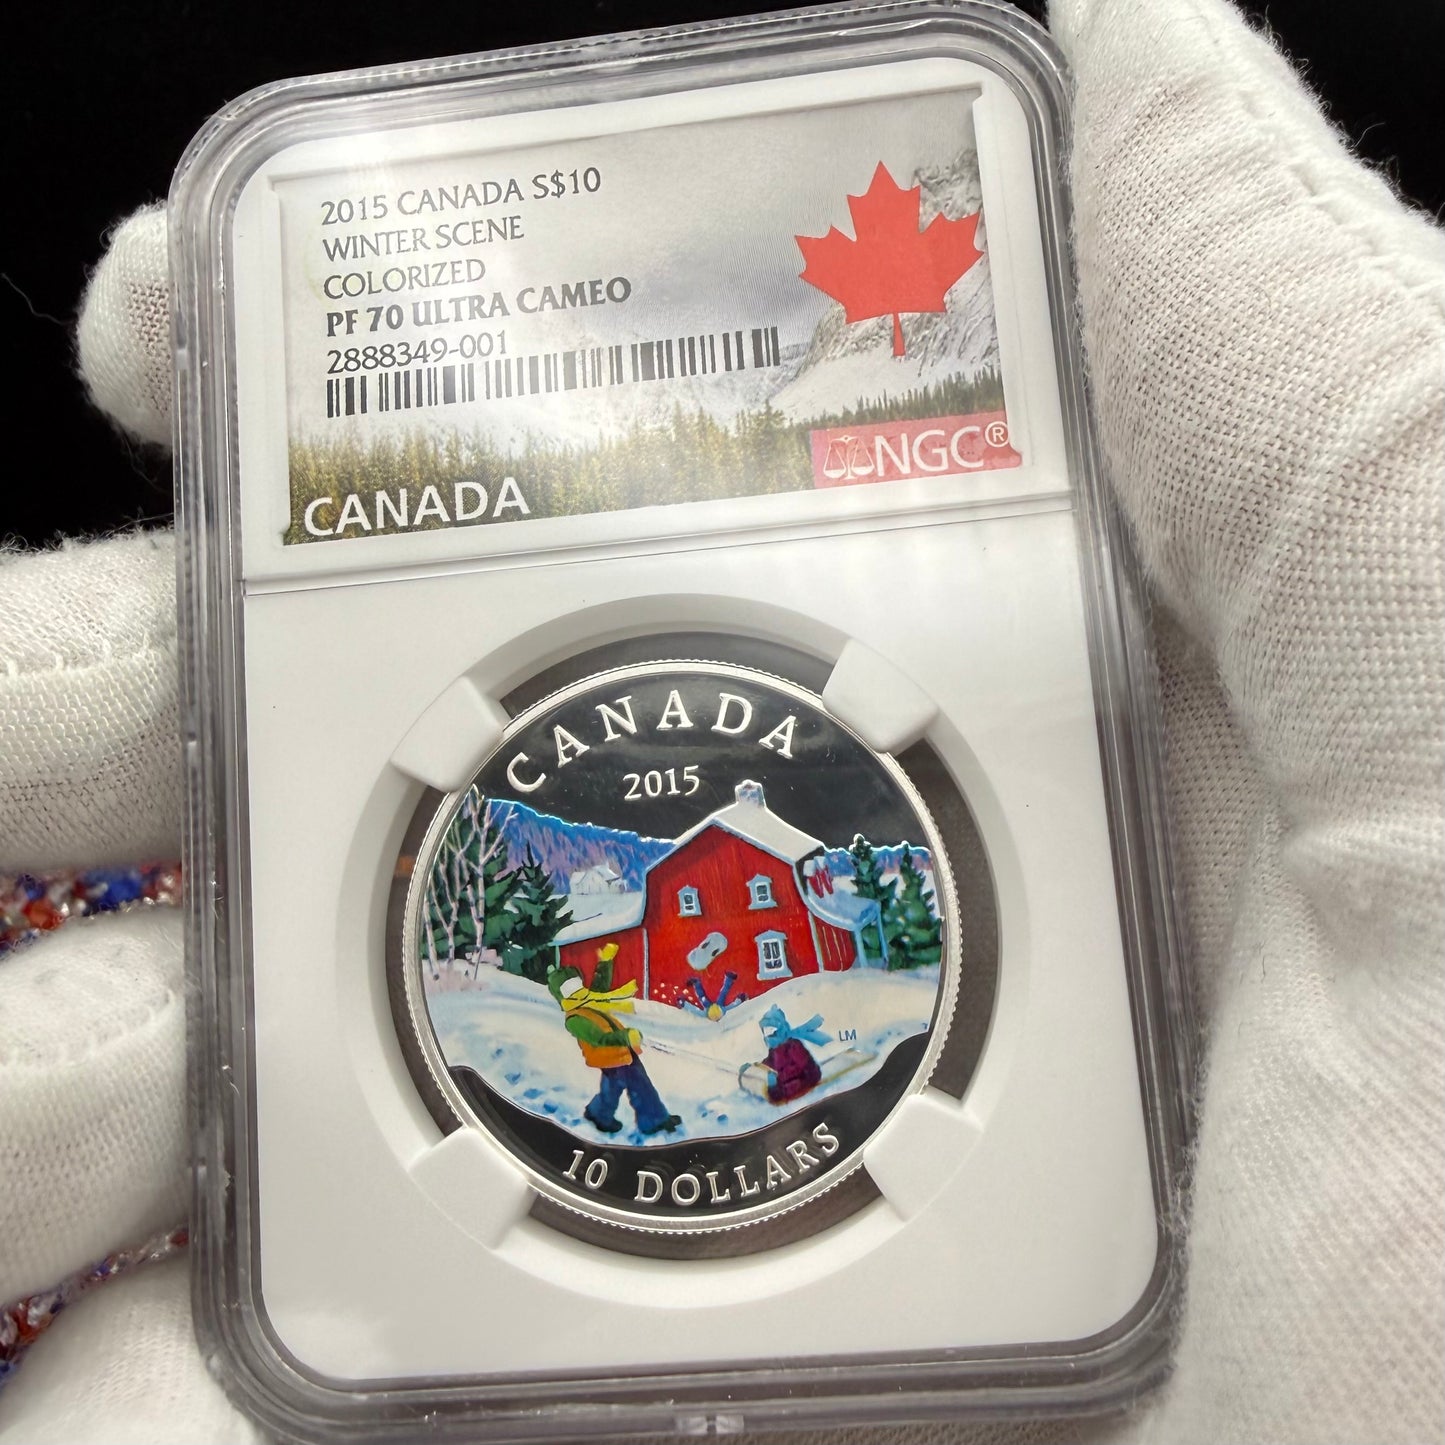 2015 CANADA S$10
WINTER SCENE
COLORIZED
PF 70 ULTRA CAMEO
2888349-001
NGC®
CANADA
CANADA
2015
LM
10 DOLLARS